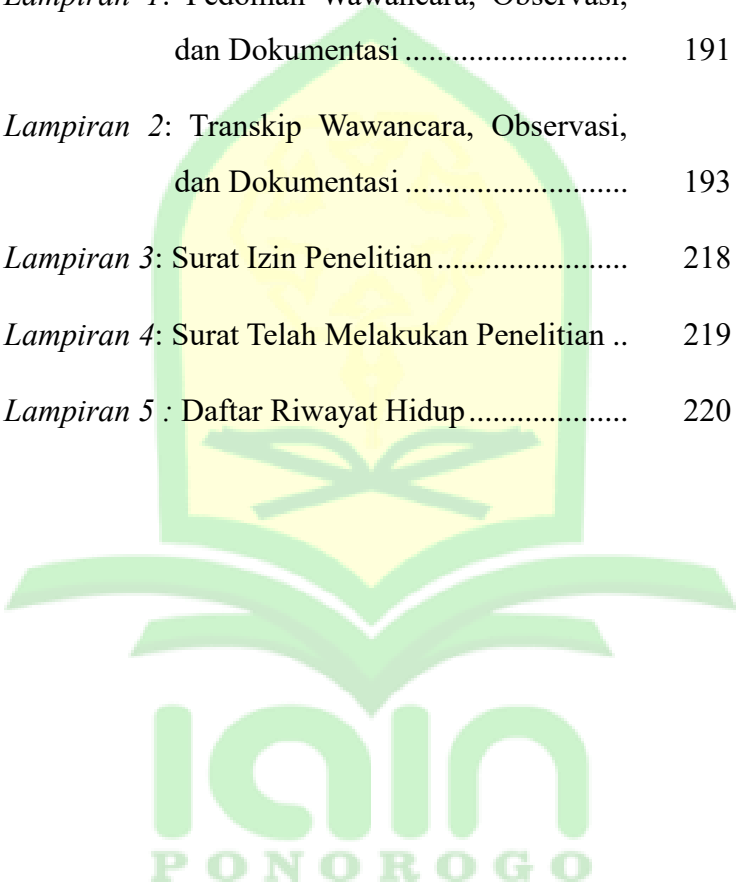 Lampiran 1: Pedoman Wawancara, Observasi,
dan Dokumentasi ............................ 191
Lampiran 2: Transkip Wawancara, Observasi,
dan Dokumentasi ............................ 193
Lampiran 3: Surat Izin Penelitian ........................ 218
Lampiran 4: Surat Telah Melakukan Penelitian .. 219
Lampiran 5 : Daftar Riwayat Hidup .................... 220
iain
PONOROGO